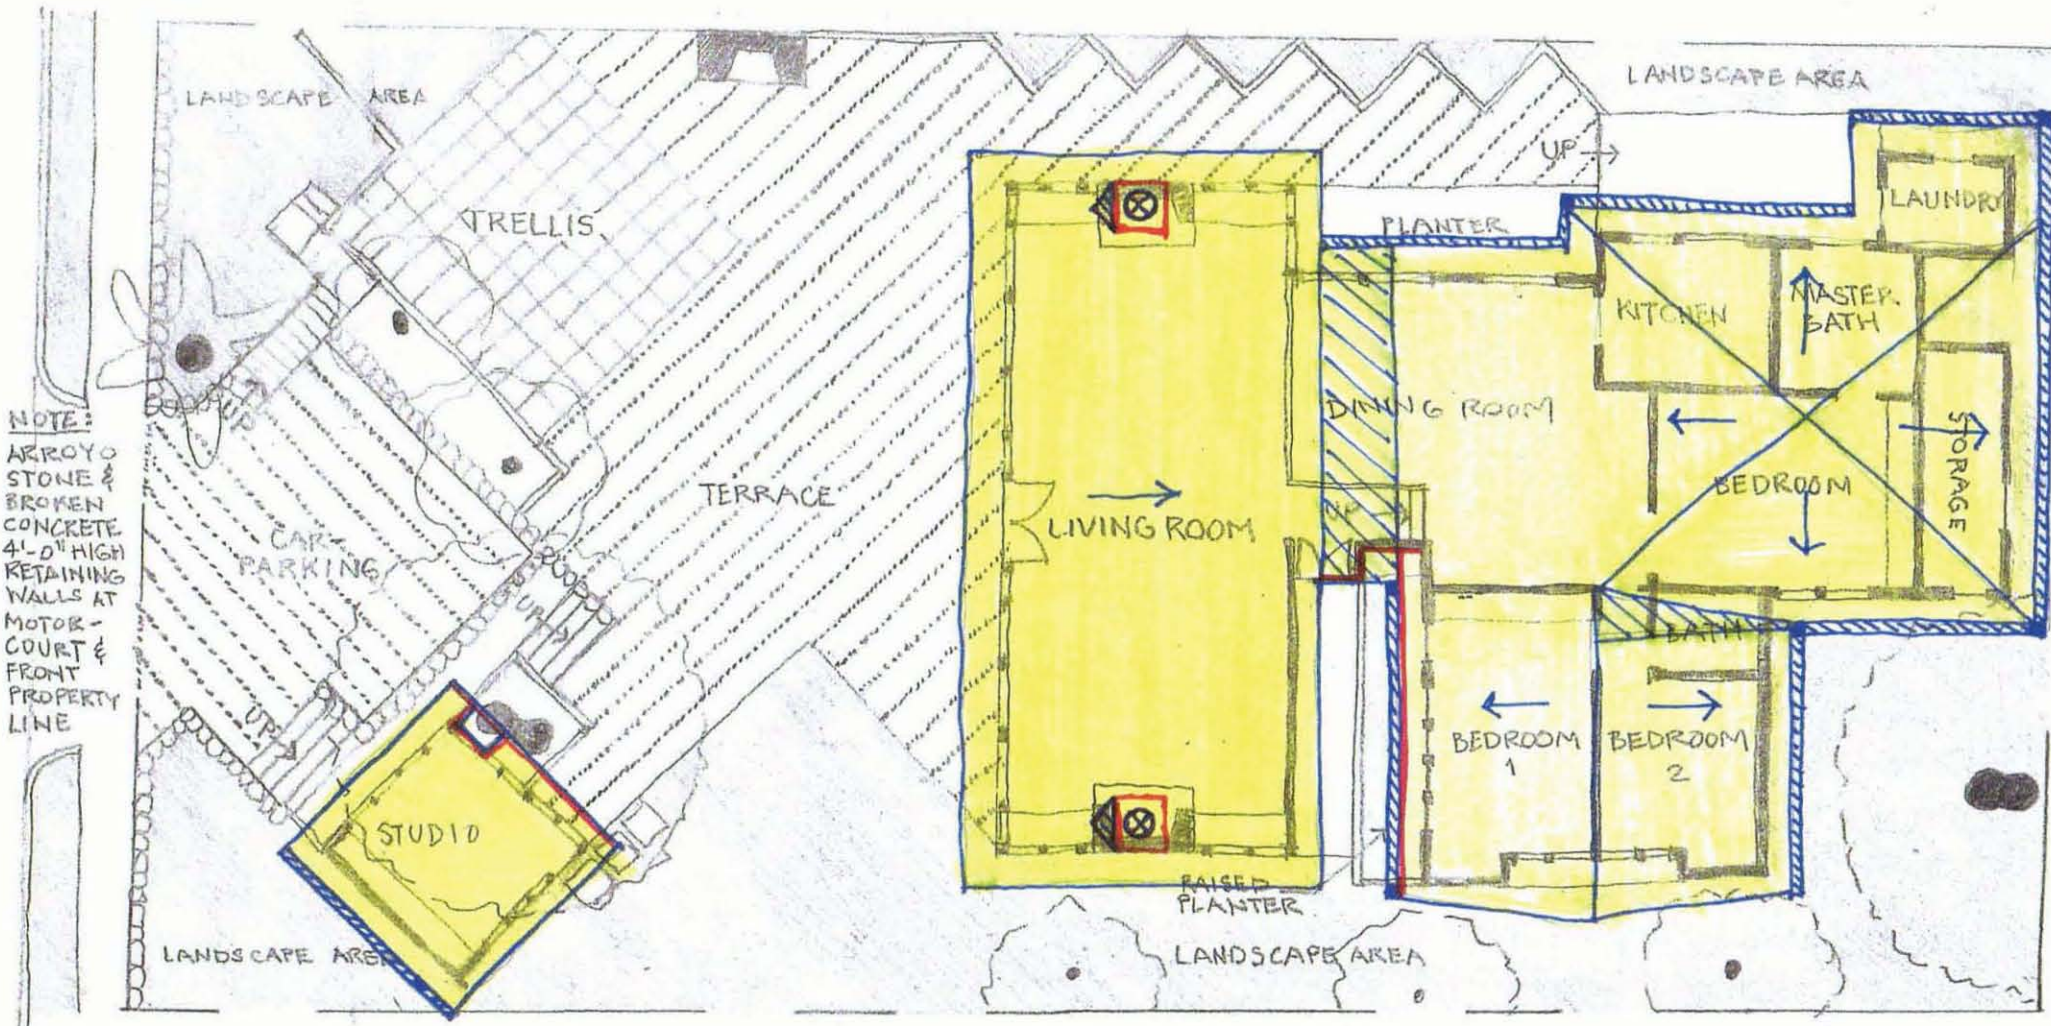 LANDSCAPE AREA
LANDSCAPE AREA
UP
LAUNDRY
TRELLIS
PLANTER
KITCHEN
MASTER
BATH
NOTE:
ARROYO
STONE &
BROKEN
CONCRETE
4'-0" HIGH
RETAINING
WALLS AT
MOTOR-
COURT &
FRONT
PROPERTY
LINE
UP
DINING ROOM
TERRACE
LIVING ROOM
UP
BEDROOM
STORAGE
CAR-
PARKING
UP
BATH
UP
BEDROOM
1
BEDROOM
2
STUDIO
RAISED
PLANTER
LANDSCAPE AREA
LANDSCAPE AREA